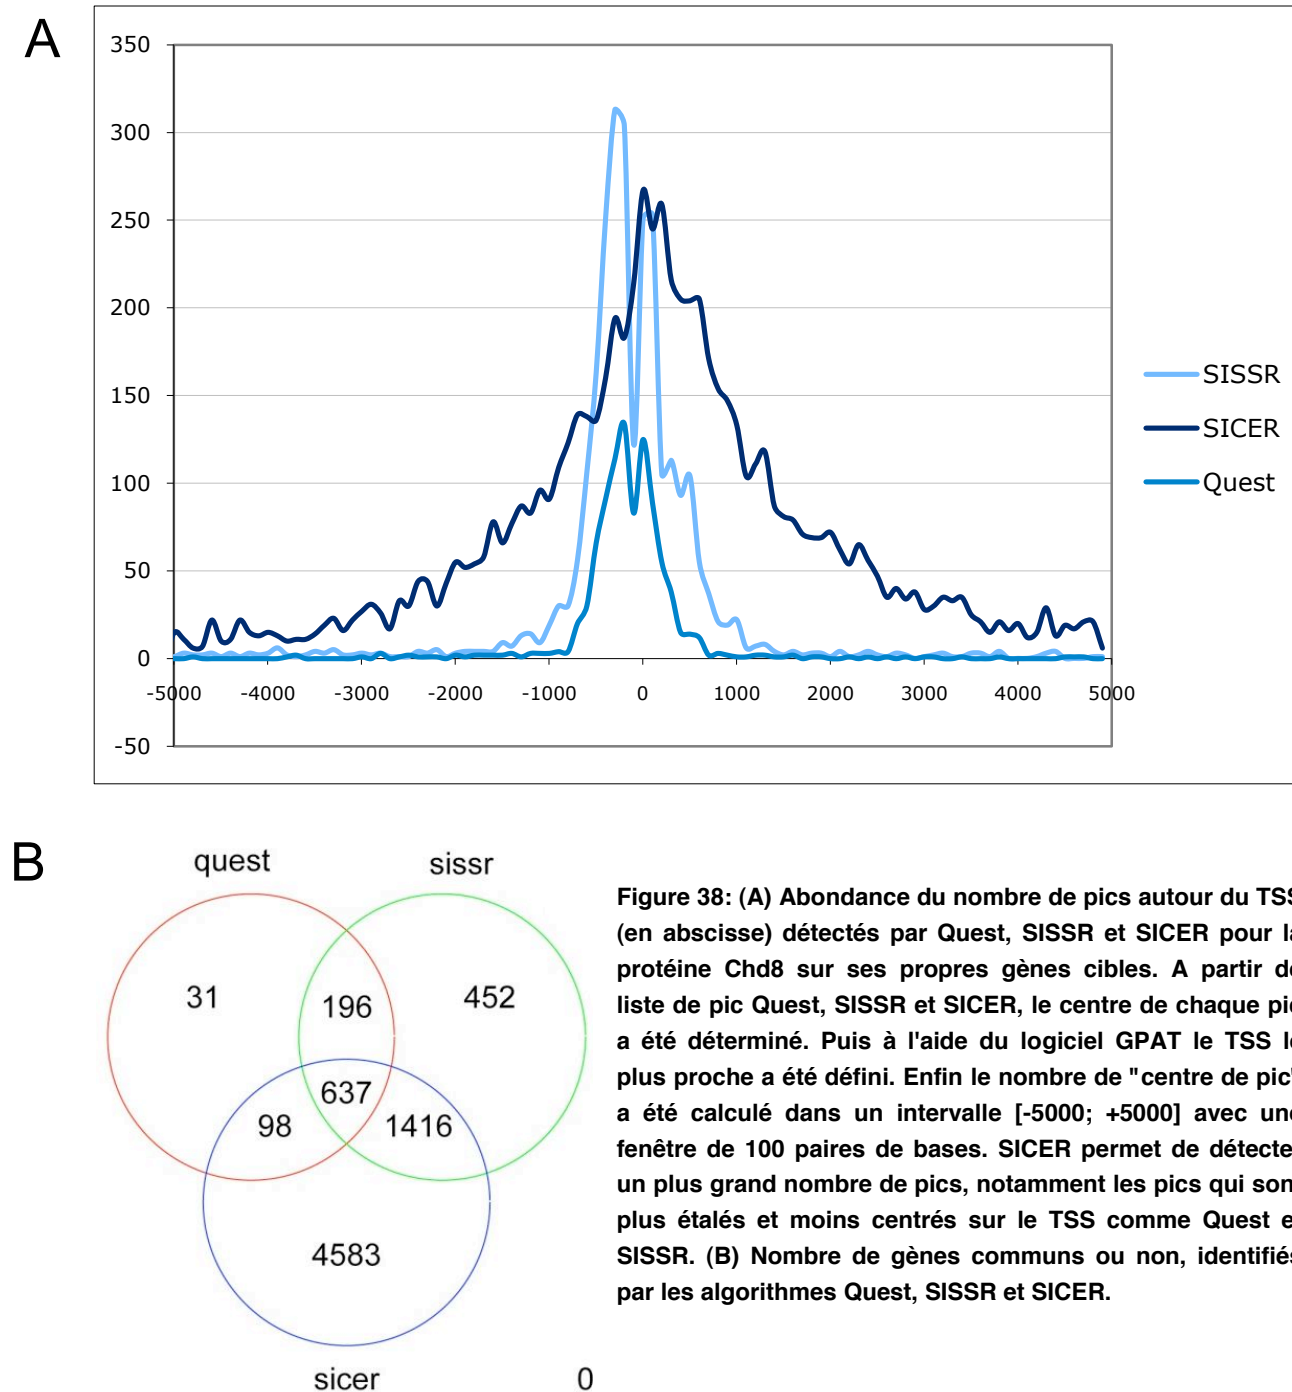 A
350
300
250
200
150
100
50
0
-50
-5000 -4000 -3000 -2000 -1000 0 1000 2000 3000 4000 5000
SISSR
SICER
Quest
B
quest
sissr
31
196
452
637
98
1416
4583
sicer
0
Figure 38: (A) Abondance du nombre de pics autour du TSS
(en abscisse) détectés par Quest, SISSR et SICER pour la
protéine Chd8 sur ses propres gènes cibles. A partir de
liste de pic Quest, SISSR et SICER, le centre de chaque pic
a été déterminé. Puis à l'aide du logiciel GPAT le TSS le
plus proche a été défini. Enfin le nombre de "centre de pic"
a été calculé dans un intervalle [-5000; +5000] avec une
fenêtre de 100 paires de bases. SICER permet de détecte
un plus grand nombre de pics, notamment les pics qui son
plus étalés et moins centrés sur le TSS comme Quest e
SISSR. (B) Nombre de gènes communs ou non, identifiés
par les algorithmes Quest, SISSR et SICER.